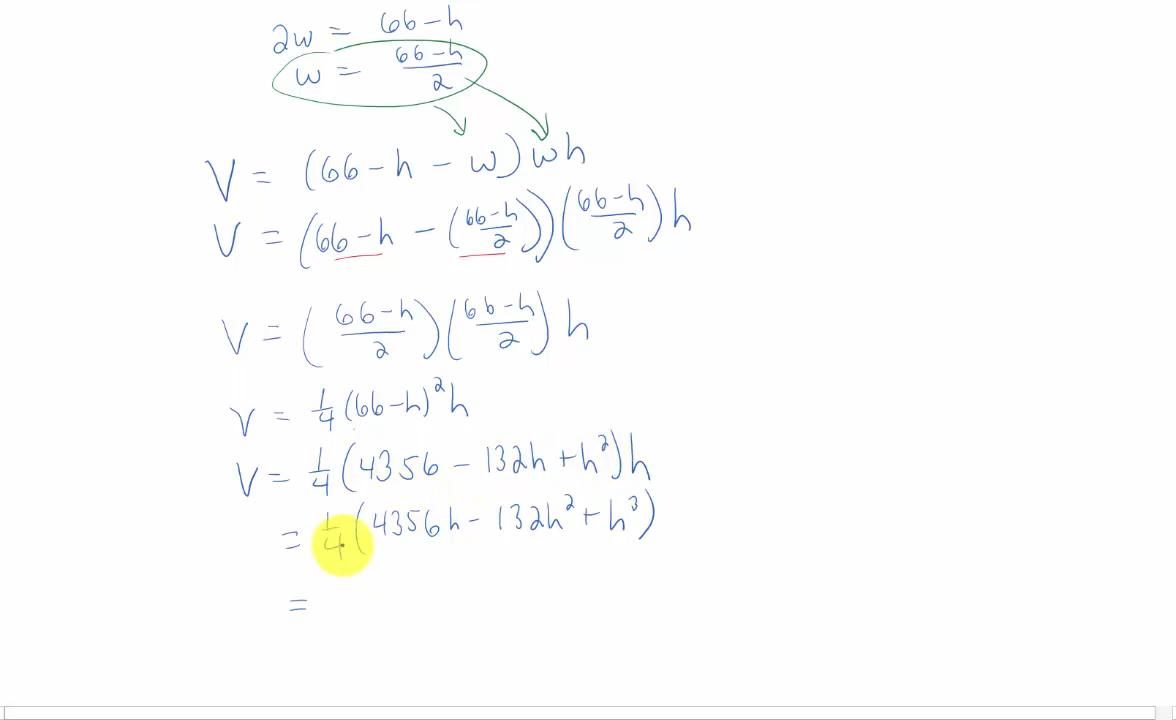 2w = 66 - h
w = (66 - h)/2
V = (66 - h - w) w h
V = (66 - h - ((66 - h)/2)) ((66 - h)/2) h
V = ((66 - h)/2) ((66 - h)/2) h
V = 1/4 (66 - h)² h
V = 1/4 (4356 - 132h + h²) h
= 1/4 (4356h - 132h² + h³)
=